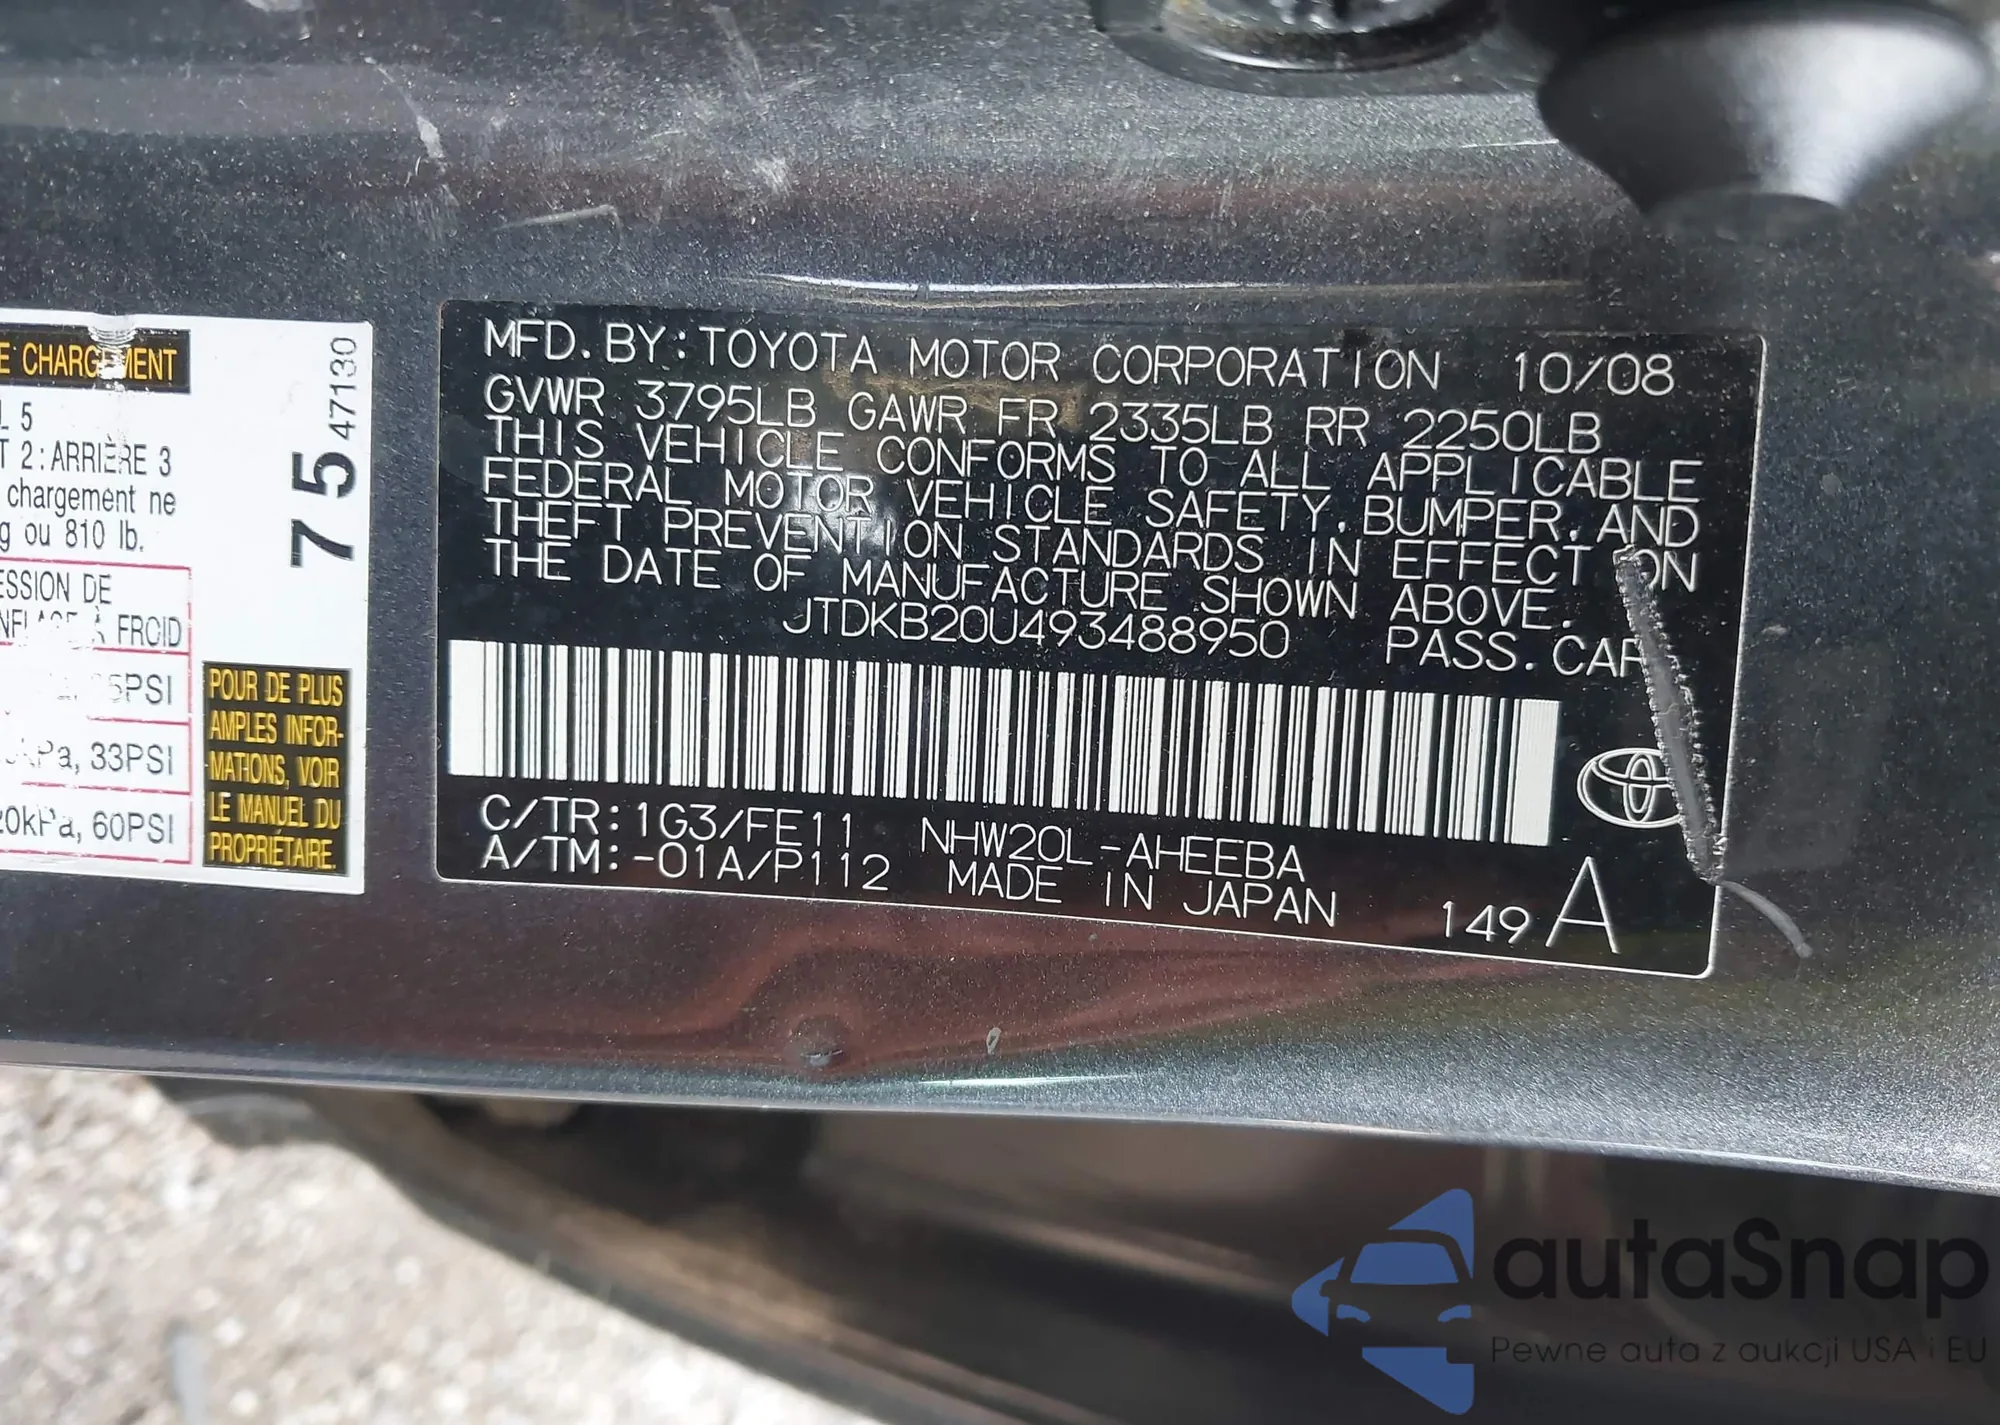 E CHARGEMENT
L 5
T 2: ARRIÈRE 3
chargement ne
g ou 810 lb.
ESSION DE
À FROID
5PSI
kPa, 33PSI
20kPa, 60PSI
75 47130
POUR DE PLUS
AMPLES INFOR-
MATIONS, VOIR
LE MANUEL DU
PROPRIÉTAIRE.
MFD. BY: TOYOTA MOTOR CORPORATION 10/08
GVWR 3795LB GAWR FR 2335LB RR 2250LB
THIS VEHICLE CONFORMS TO ALL APPLICABLE
FEDERAL MOTOR VEHICLE SAFETY, BUMPER, AND
THEFT PREVENTION STANDARDS IN EFFECT ON
THE DATE OF MANUFACTURE SHOWN ABOVE.
JTDKB20U493488950 PASS. CAR
C/TR: 1G3/FE11 NHW20L-AHEEBA
A/TM: -01A/P112 MADE IN JAPAN
149 A
autaSnap
Pewne auta z aukcji USA i EU